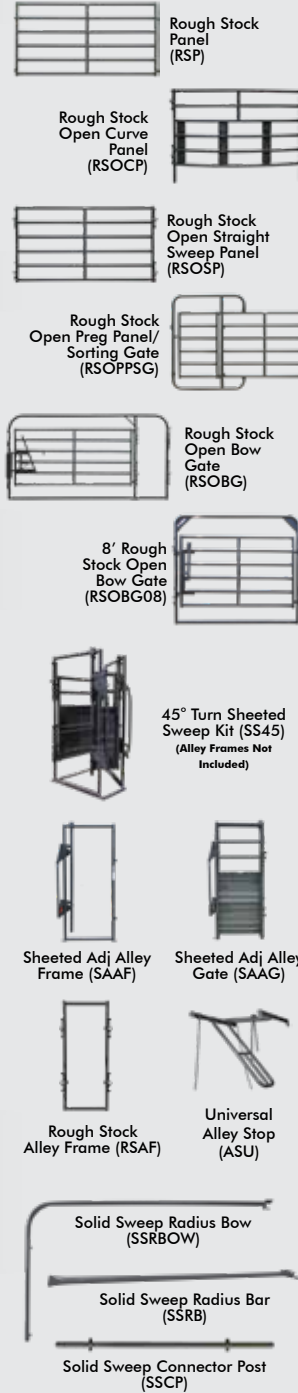 Rough Stock
Panel
(RSP)
Rough Stock
Open Curve
Panel
(RSOCP)
Rough Stock
Open Straight
Sweep Panel
(RSOSP)
Rough Stock
Open Preg Panel/
Sorting Gate
(RSOPPSG)
Rough Stock
Open Bow
Gate
(RSOBG)
8’ Rough
Stock Open
Bow Gate
(RSOBG08)
45° Turn Sheeted
Sweep Kit (SS45)
(Alley Frames Not
Included)
Sheeted Adj Alley
Frame (SAAF)
Sheeted Adj Alley
Gate (SAAG)
Rough Stock
Alley Frame (RSAF)
Universal
Alley Stop
(ASU)
Solid Sweep Radius Bow
(SSRBOW)
Solid Sweep Radius Bar
(SSRB)
Solid Sweep Connector Post
(SSCP)